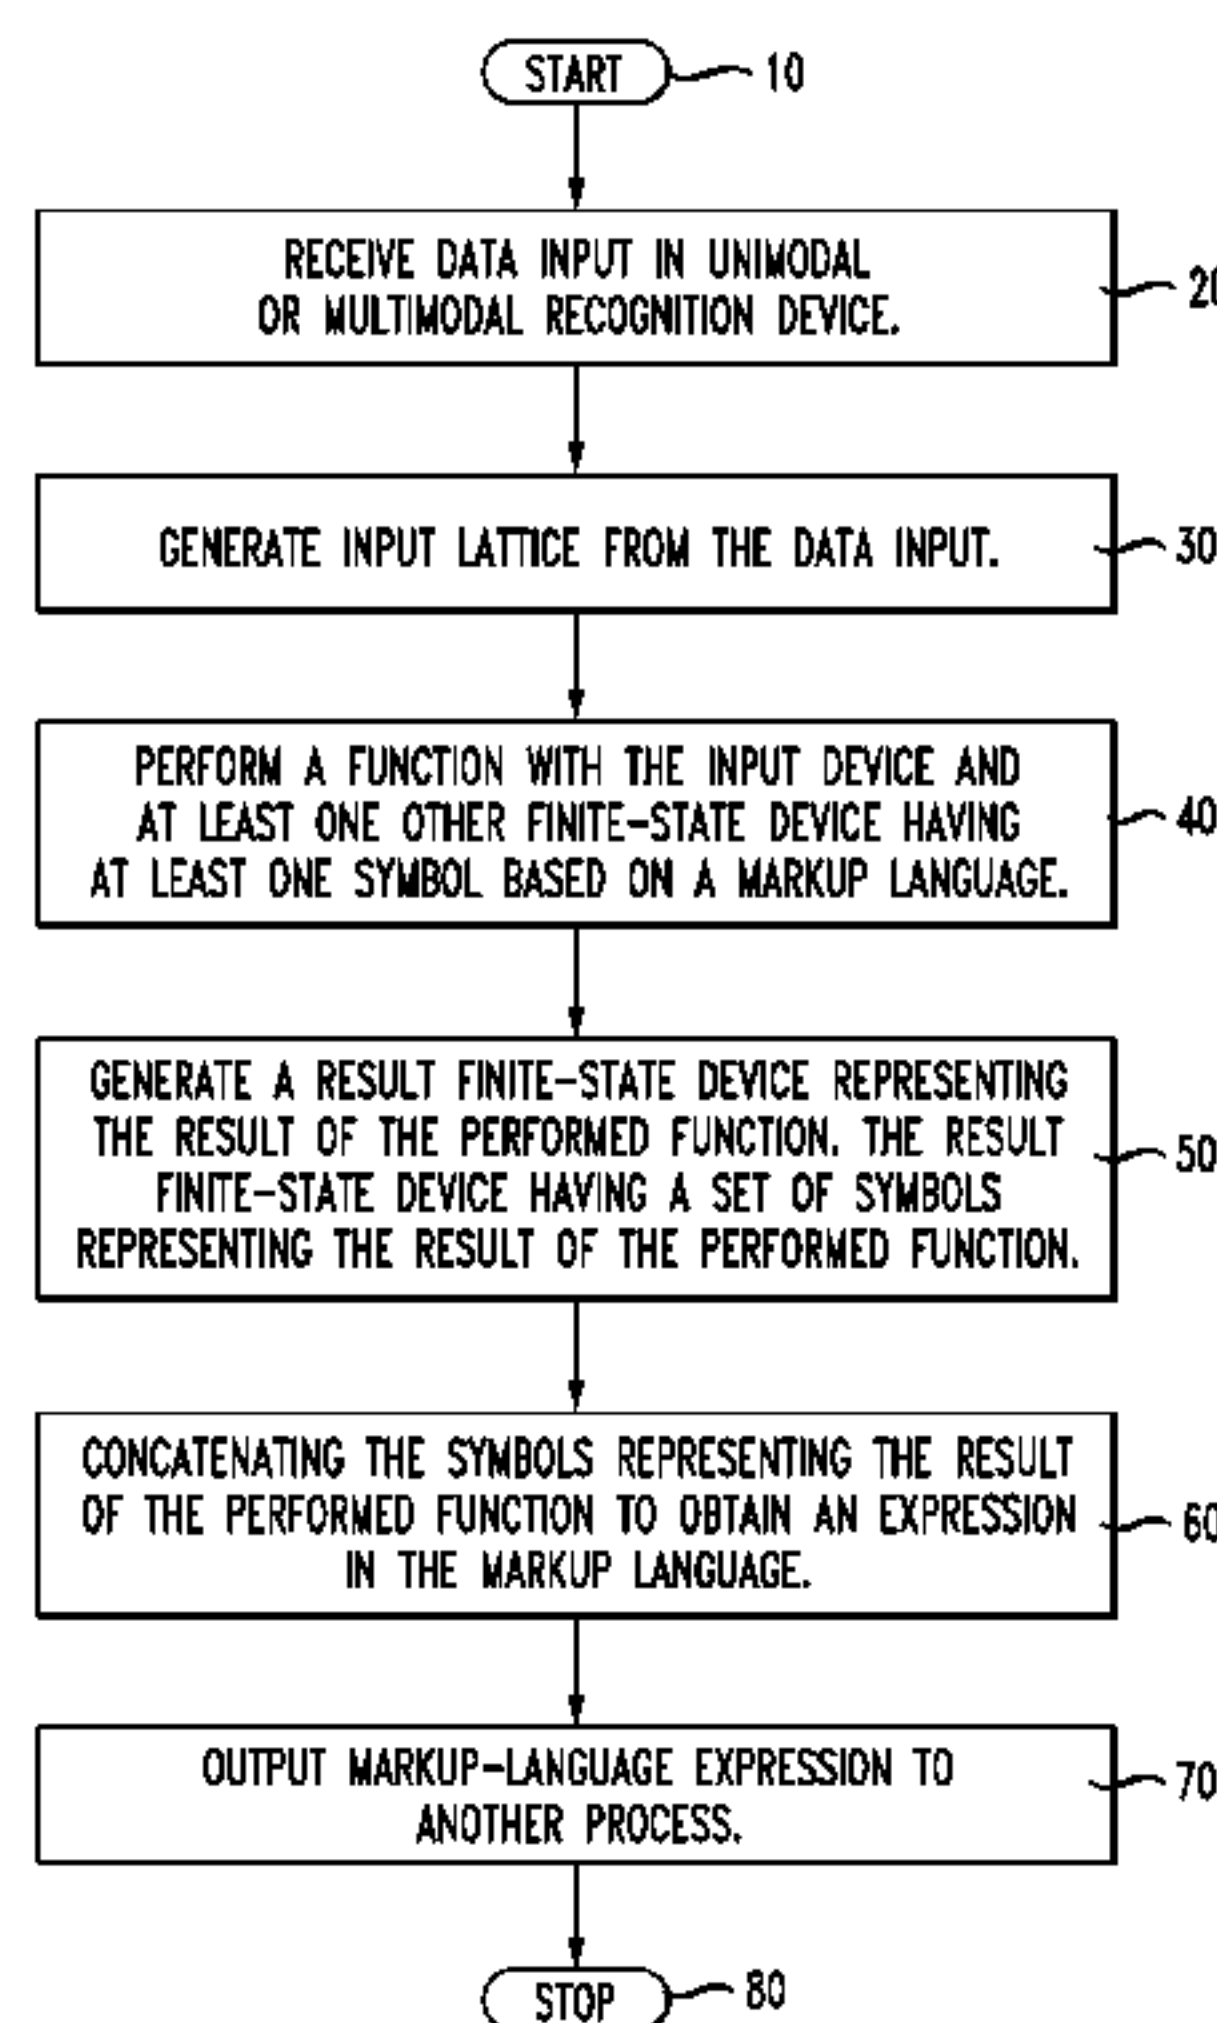 START 10
RECEIVE DATA INPUT IN UNIMODAL
OR MULTIMODAL RECOGNITION DEVICE.
20
GENERATE INPUT LATTICE FROM THE DATA INPUT.
30
PERFORM A FUNCTION WITH THE INPUT DEVICE AND
AT LEAST ONE OTHER FINITE-STATE DEVICE HAVING
AT LEAST ONE SYMBOL BASED ON A MARKUP LANGUAGE.
40
GENERATE A RESULT FINITE-STATE DEVICE REPRESENTING
THE RESULT OF THE PERFORMED FUNCTION. THE RESULT
FINITE-STATE DEVICE HAVING A SET OF SYMBOLS
REPRESENTING THE RESULT OF THE PERFORMED FUNCTION.
50
CONCATENATING THE SYMBOLS REPRESENTING THE RESULT
OF THE PERFORMED FUNCTION TO OBTAIN AN EXPRESSION
IN THE MARKUP LANGUAGE.
60
OUTPUT MARKUP-LANGUAGE EXPRESSION TO
ANOTHER PROCESS.
70
STOP 80